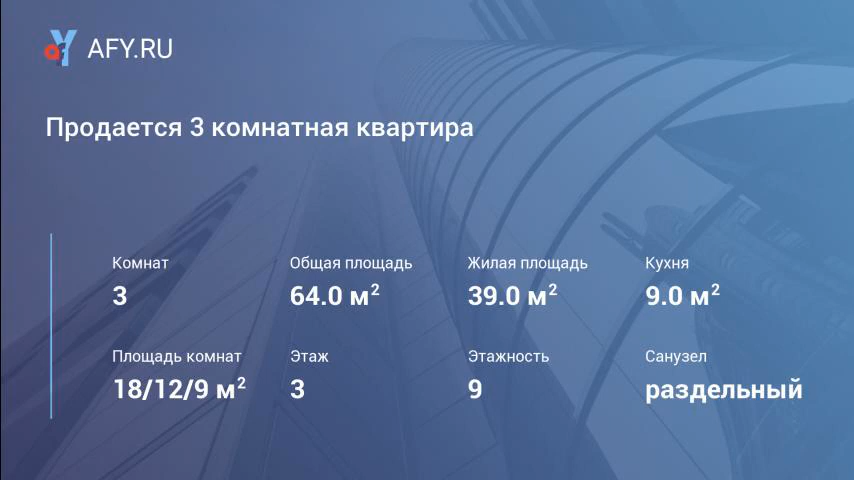 AFY.RU
Продается 3 комнатная квартира
Комнат
3
Общая площадь
64.0 м²
Жилая площадь
39.0 м²
Кухня
9.0 м²
Площадь комнат
18/12/9 м²
Этаж
3
Этажность
9
Санузел
раздельный